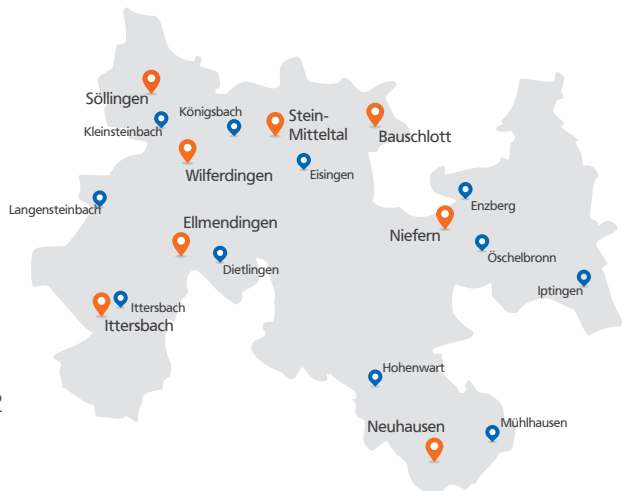 Söllingen
Königsbach
Kleinsteinbach
Stein-
Mitteltal
Bauschlott
Wilferdingen
Eisingen
Langensteinbach
Enzberg
Ellmendingen
Niefern
Öschelbronn
Dietlingen
Iptingen
Ittersbach
Ittersbach
Hohenwart
2
Neuhausen
Mühlhausen